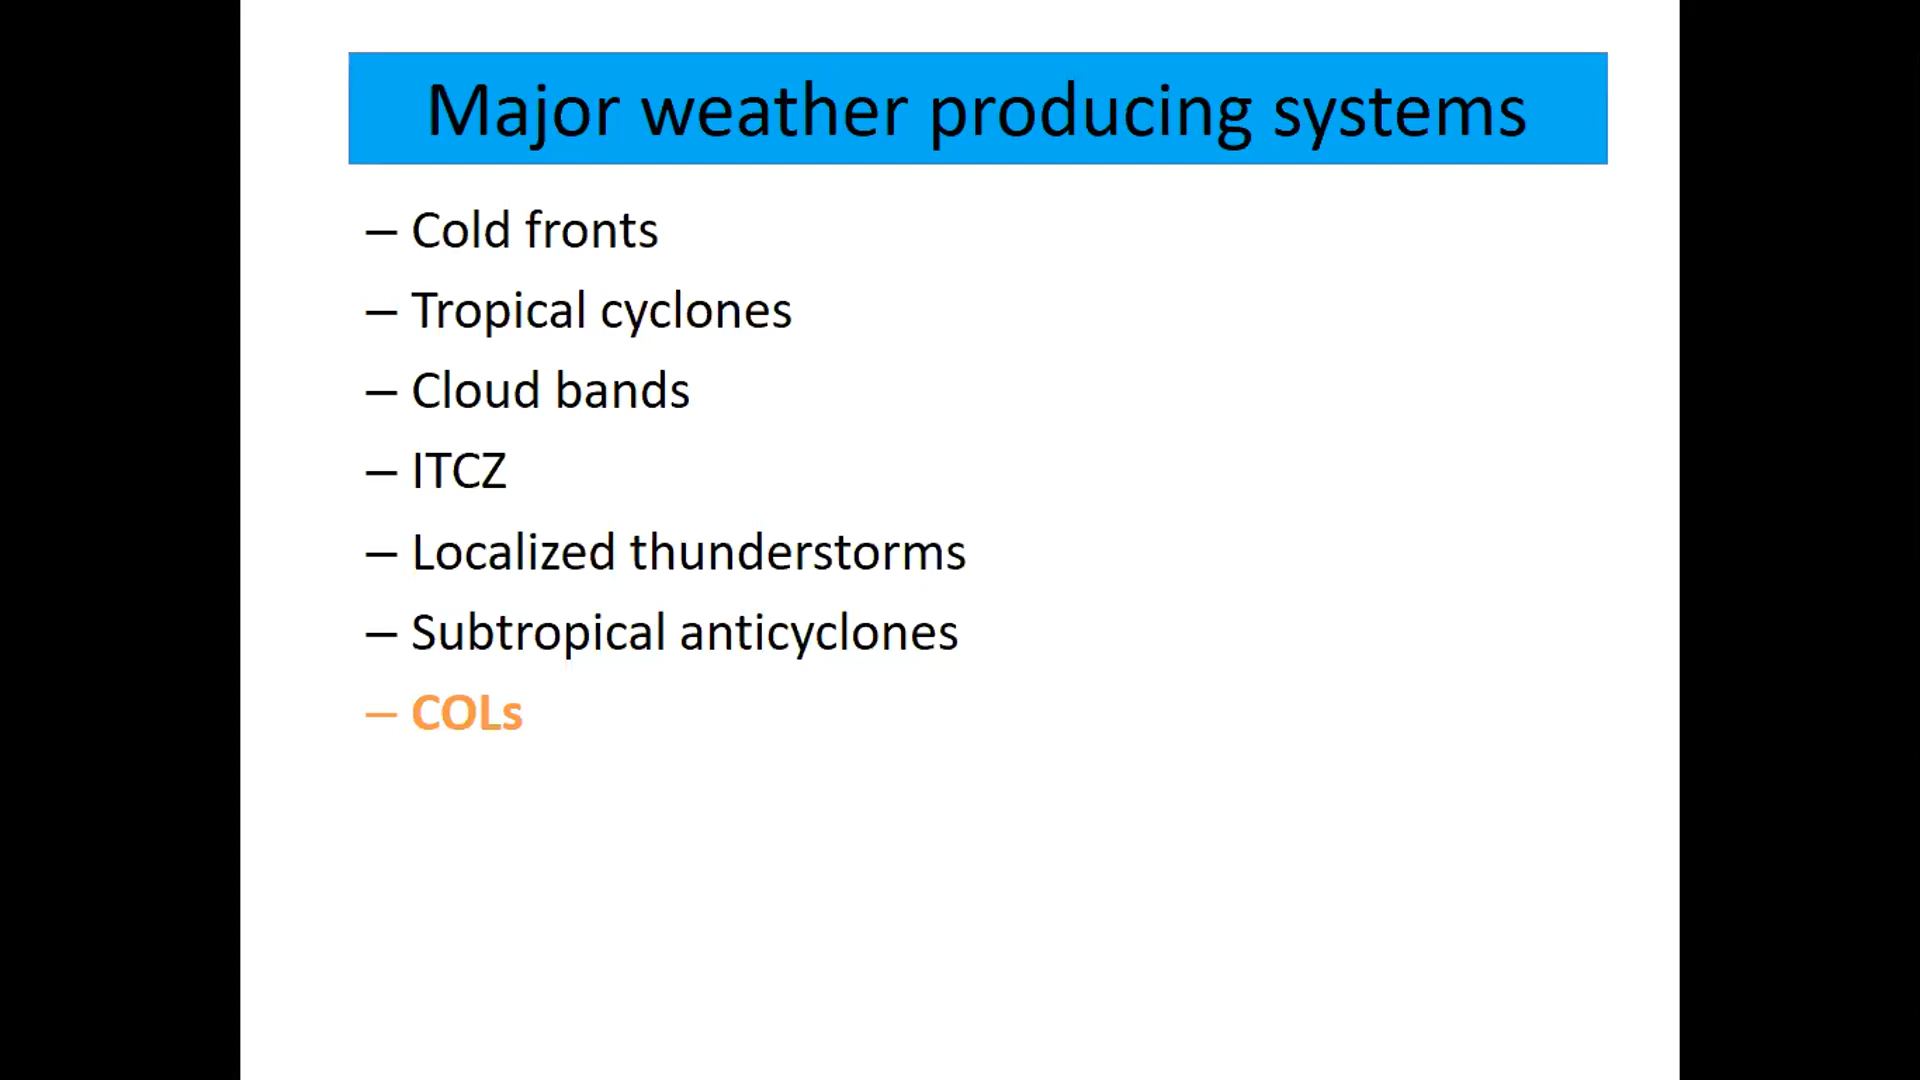 Major weather producing systems
– Cold fronts
– Tropical cyclones
– Cloud bands
– ITCZ
– Localized thunderstorms
– Subtropical anticyclones
– COLs